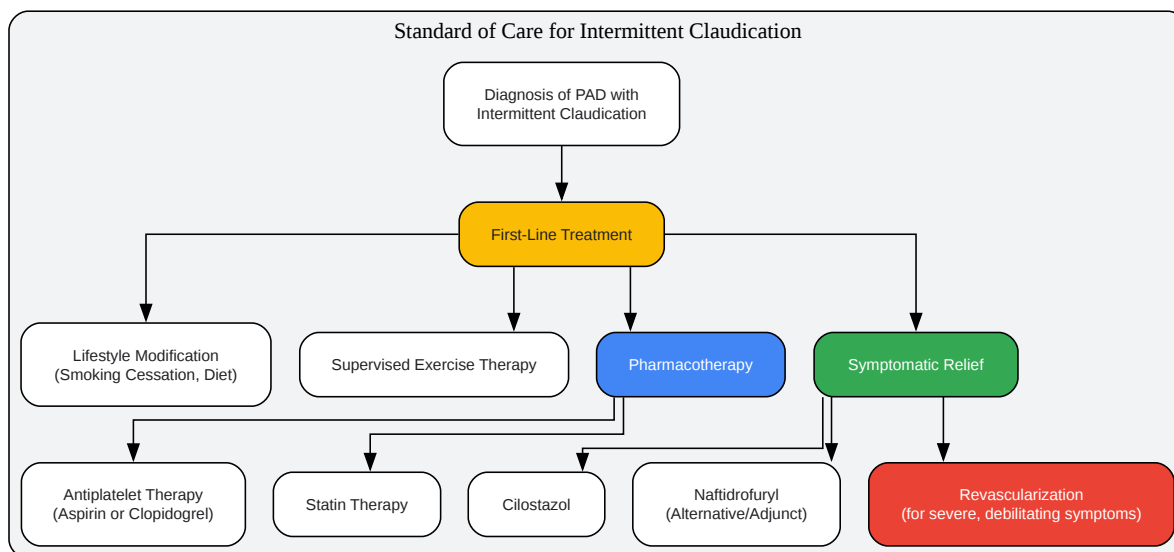 Standard of Care for Intermittent Claudication
Diagnosis of PAD with
Intermittent Claudication
First-Line Treatment
Lifestyle Modification
(Smoking Cessation, Diet)
Supervised Exercise Therapy
Pharmacotherapy
Symptomatic Relief
Antiplatelet Therapy
(Aspirin or Clopidogrel)
Statin Therapy
Cilostazol
Naftidrofuryl
(Alternative/Adjunct)
Revascularization
(for severe, debilitating symptoms)